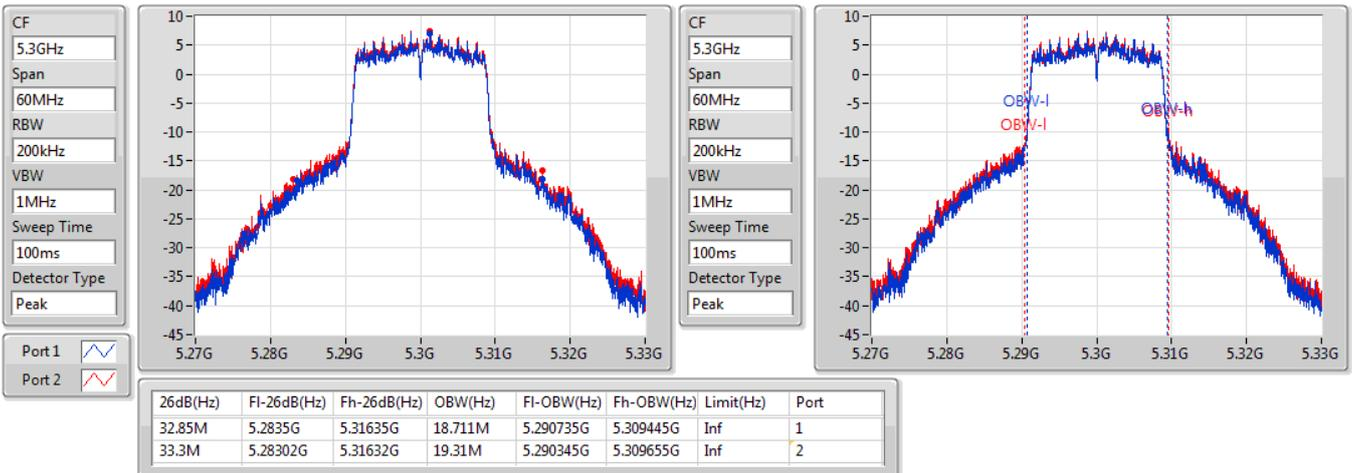 CF
5.3GHz
Span
60MHz
RBW
200kHz
VBW
1MHz
Sweep Time
100ms
Detector Type
Peak
Port 1
Port 2
10
5
0
-5
-10
-15
-20
-25
-30
-35
-40
-45
5.27G 5.28G 5.29G 5.3G 5.31G 5.32G 5.33G
CF
5.3GHz
Span
60MHz
RBW
200kHz
VBW
1MHz
Sweep Time
100ms
Detector Type
Peak
10
5
0
-5
-10
-15
-20
-25
-30
-35
-40
-45
OBW-l
OBW-l
OBW-h
OBW-h
5.27G 5.28G 5.29G 5.3G 5.31G 5.32G 5.33G
26dB(Hz) Fl-26dB(Hz) Fh-26dB(Hz) OBW(Hz) Fl-OBW(Hz) Fh-OBW(Hz) Limit(Hz) Port
32.85M 5.2835G 5.31635G 18.711M 5.290735G 5.309445G Inf 1
33.3M 5.28302G 5.31632G 19.31M 5.290345G 5.309655G Inf 2